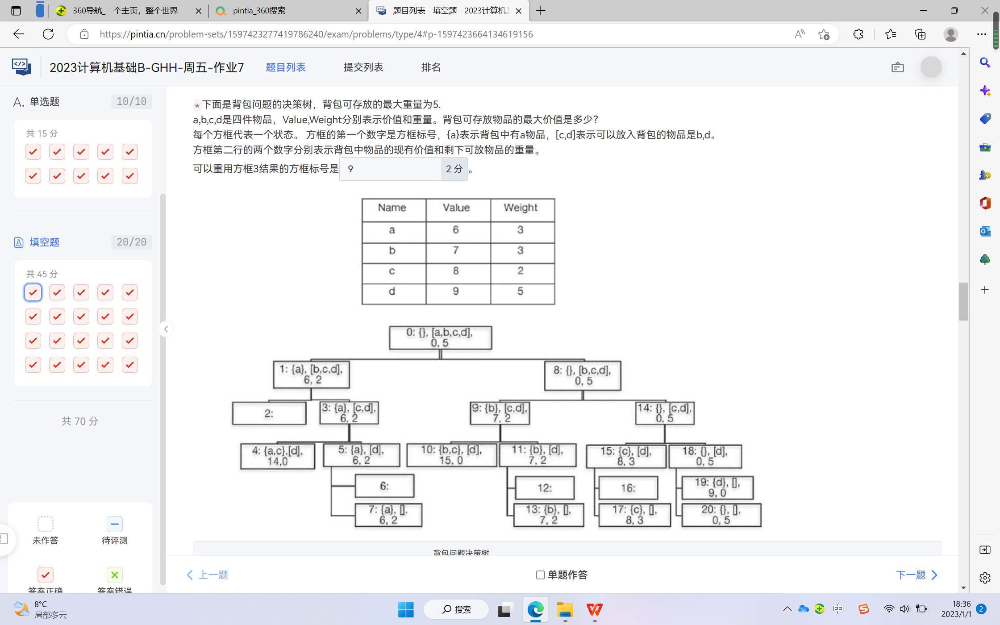 360导航_一个主页，整个世界
pintia_360搜索
题目列表 - 填空题 - 2023计算机基
https://pintia.cn/problem-sets/1597423277419786240/exam/problems/type/4#p-1597423664134619156
2023计算机基础B-GHH-周五-作业7
题目列表
提交列表
排名
A. 单选题 10/10
共 15 分
填空题 20/20
共 45 分
共 70 分
未作答
待评测
答案正确
答案错误
*下面是背包问题的决策树，背包可存放的最大重量为5.
a,b,c,d是四件物品，Value,Weight分别表示价值和重量。背包可存放物品的最大价值是多少？
每个方框代表一个状态。 方框的第一个数字是方框标号，{a}表示背包中有a物品，[c,d]表示可以放入背包的物品是b,d。
方框第二行的两个数字分别表示背包中物品的现有价值和剩下可放物品的重量。
可以重用方框3结果的方框标号是 9 2 分 。
Name Value Weight
a 6 3
b 7 3
c 8 2
d 9 5
0: {}, [a,b,c,d],
0, 5
1: {a}, [b,c,d],
6, 2
8: {}, [b,c,d],
0, 5
2:
3: {a}, [c,d],
6, 2
9: {b}, [c,d],
7, 2
14: {}, [c,d],
0, 5
4: {a,c},[d],
14,0
5: {a}, [d],
6, 2
10: {b,c}, [d],
15, 0
11: {b}, [d],
7, 2
15: {c}, [d],
8, 3
18: {}, [d],
0, 5
6:
12:
16:
19: {d}, [],
9, 0
7: {a}, [],
6, 2
13: {b}, [],
7, 2
17: {c}, [],
8, 3
20: {}, [],
0, 5
背包问题决策树
上一题
单题作答
下一题
8°C
局部多云
搜索
中
18:36
2023/1/1
2